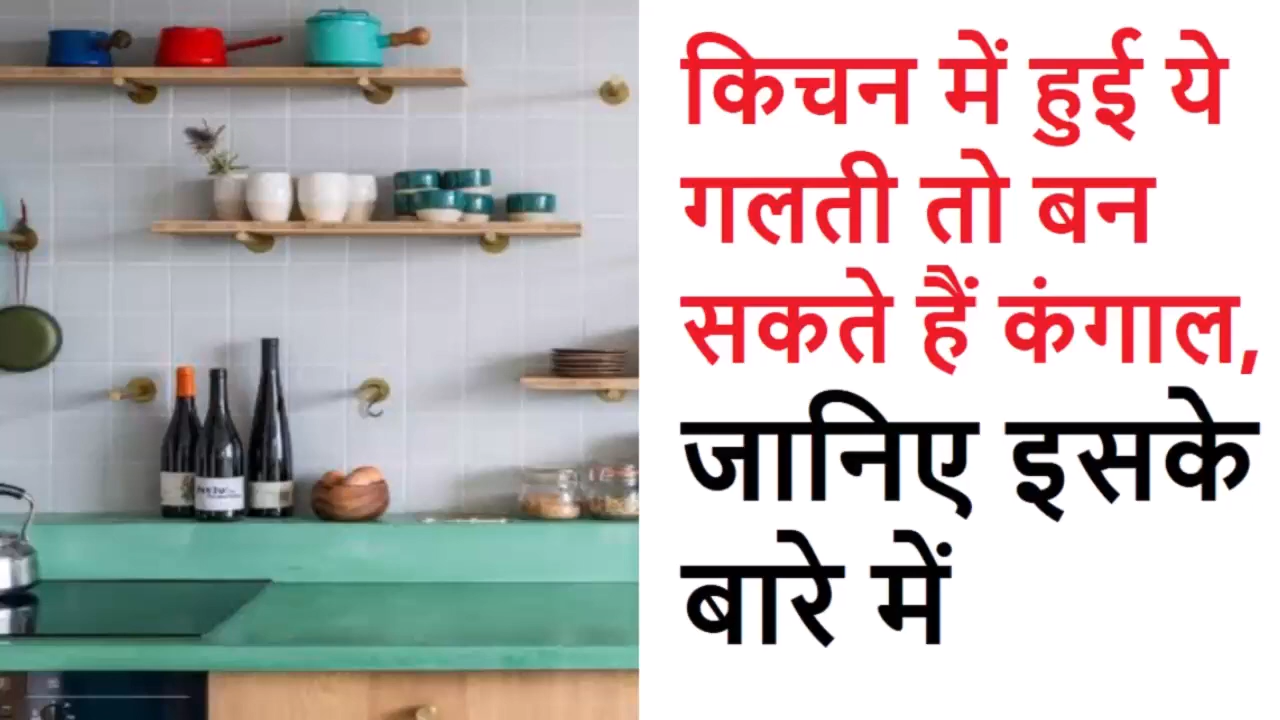 किचन में हुई ये
गलती तो बन
सकते हैं कंगाल,
जानिए इसके
बारे में